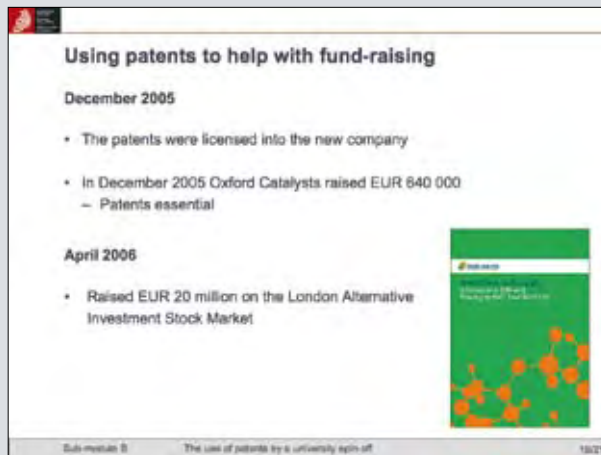 Using patents to help with fund-raising
December 2005
• The patents were licensed into the new company
• In December 2005 Oxford Catalysts raised EUR 640 000
– Patents essential
April 2006
• Raised EUR 20 million on the London Alternative
Investment Stock Market
Sub-module B
The use of patents by a university spin-off